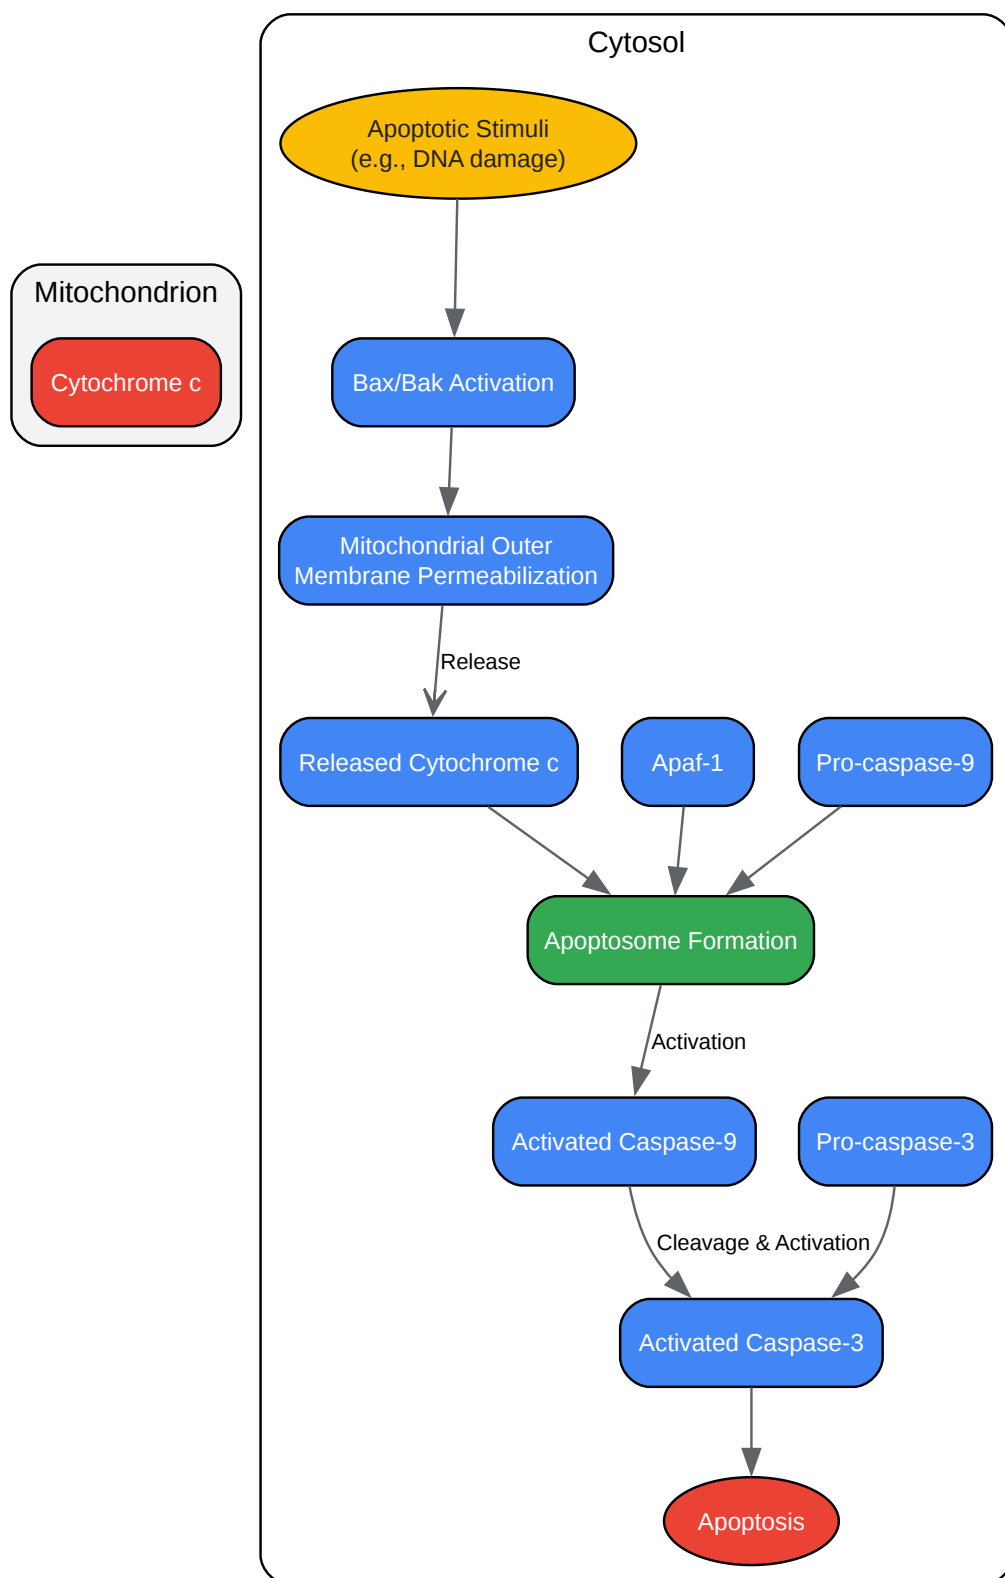 Cytosol
Apoptotic Stimuli
(e.g., DNA damage)
Mitochondrion
Cytochrome c
Bax/Bak Activation
Mitochondrial Outer
Membrane Permeabilization
Release
Released Cytochrome c
Apaf-1
Pro-caspase-9
Apoptosome Formation
Activation
Activated Caspase-9
Pro-caspase-3
Cleavage & Activation
Activated Caspase-3
Apoptosis